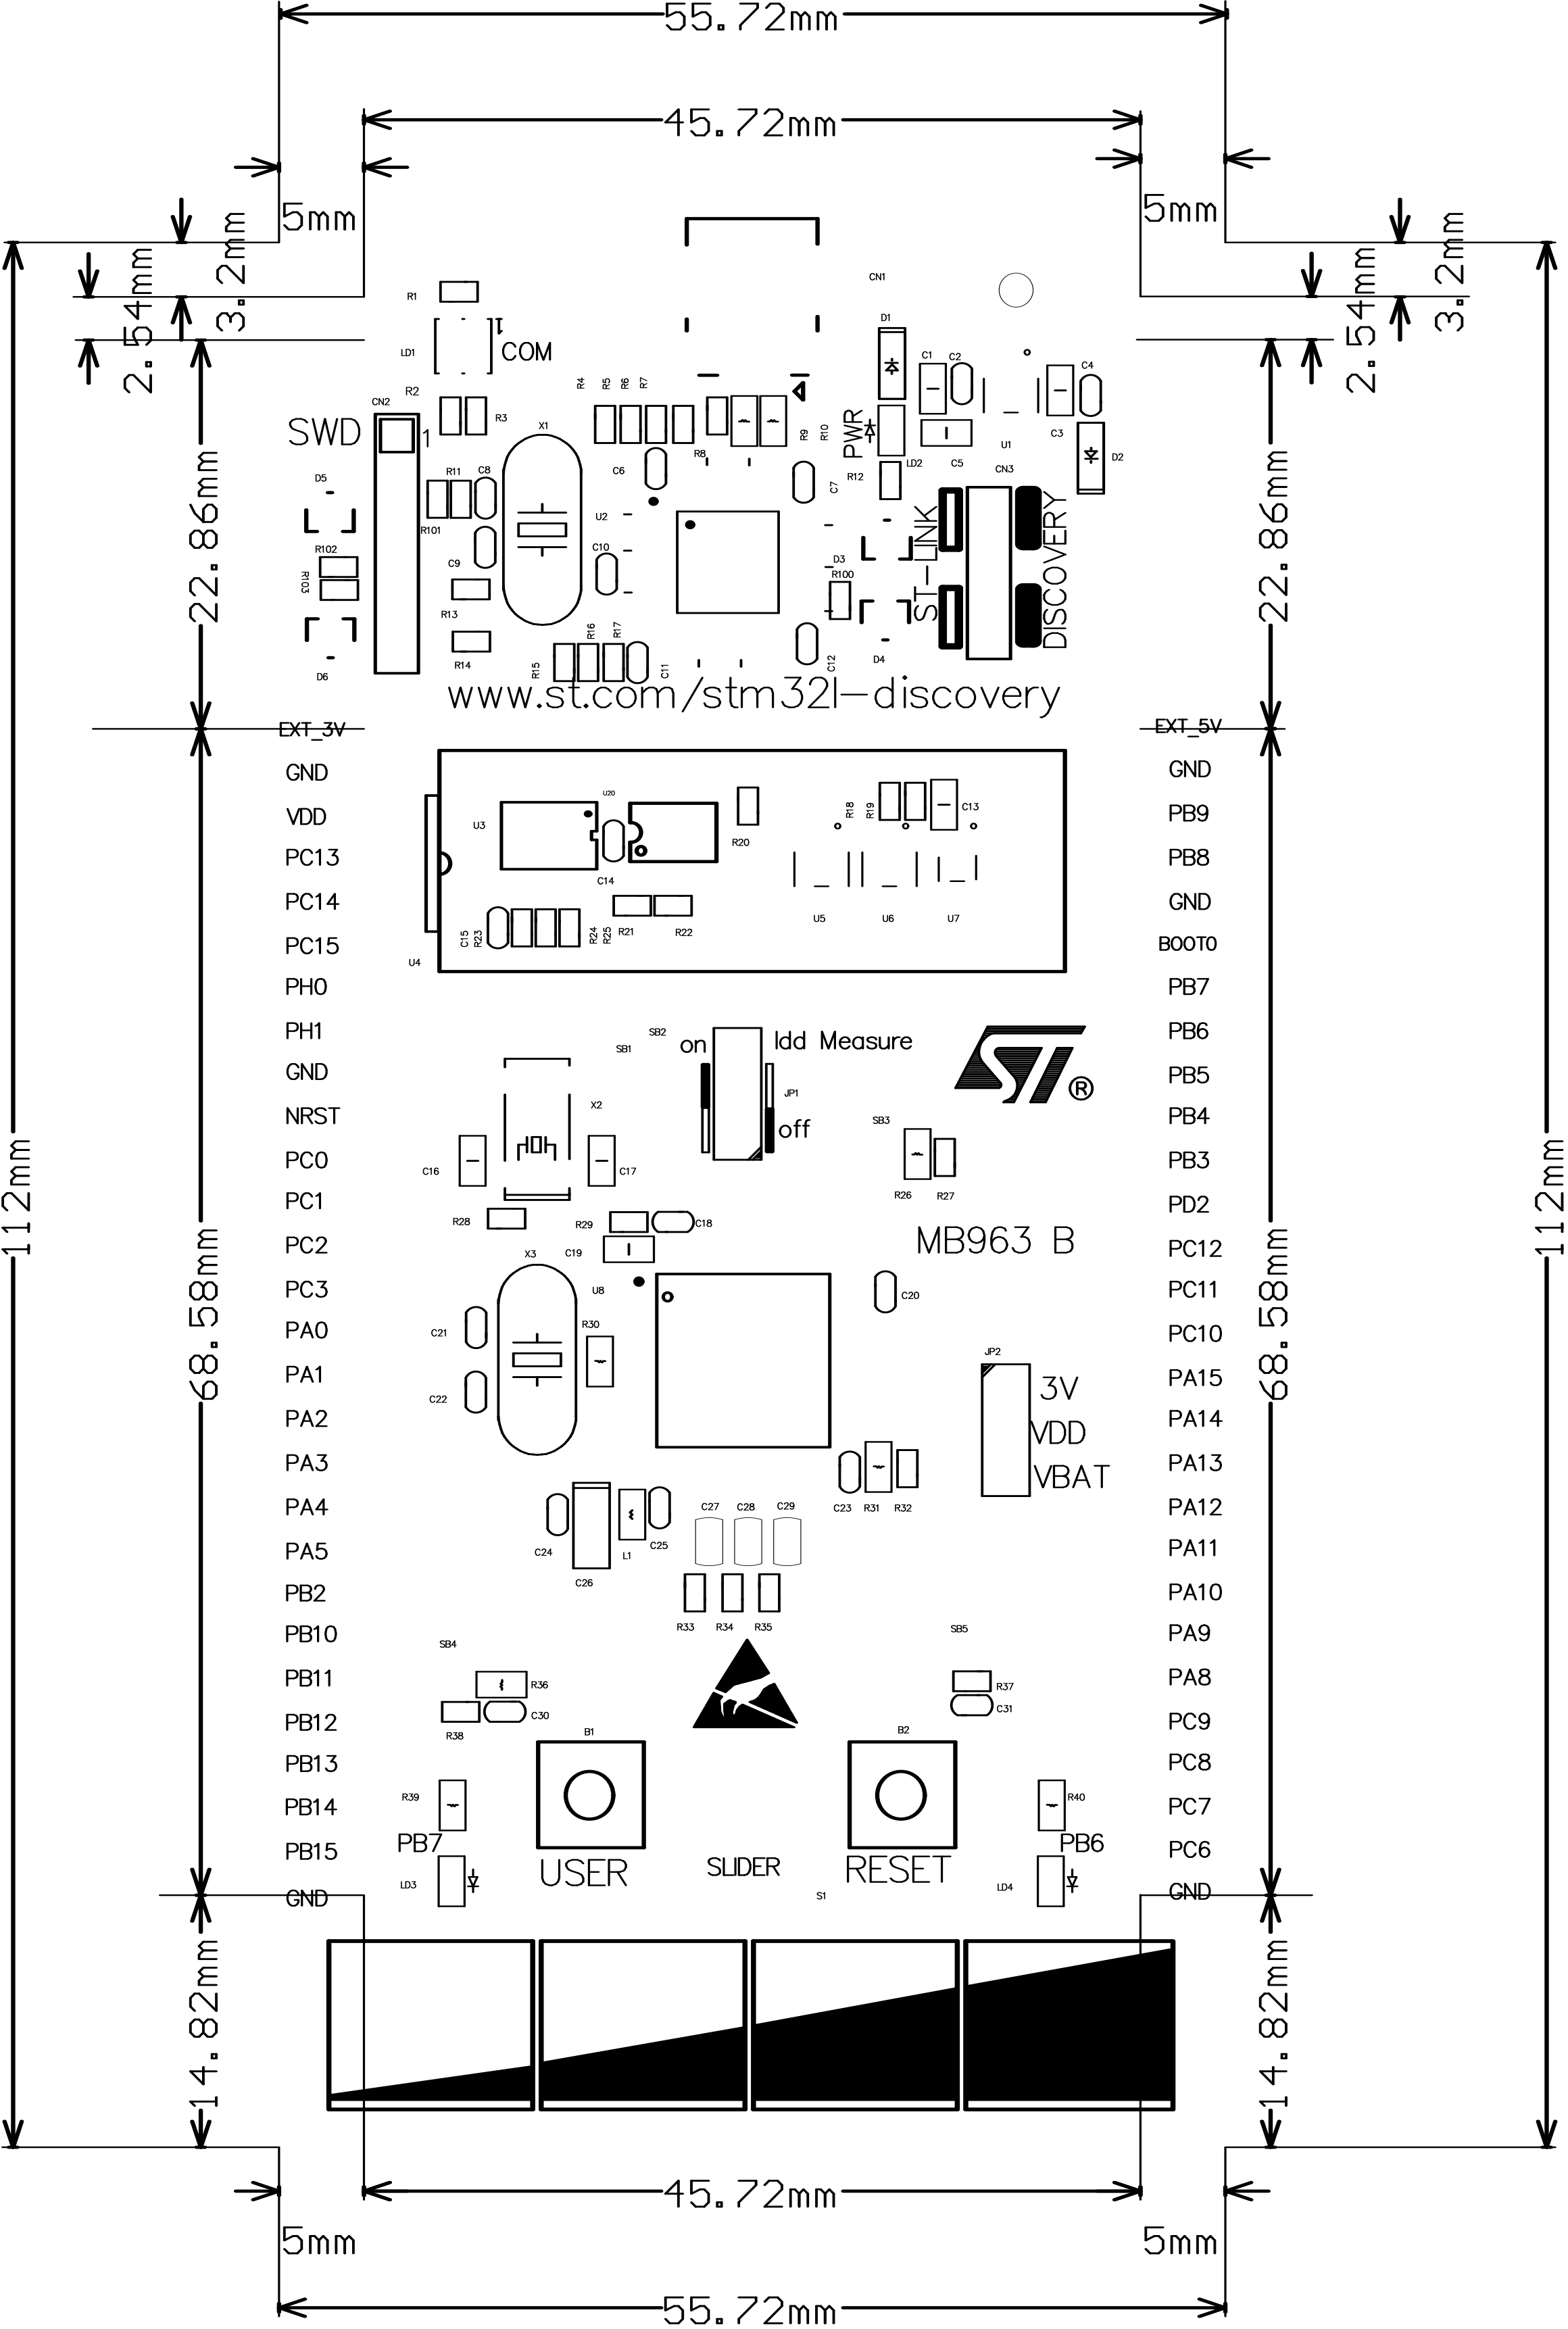 55.72mm
45.72mm
5mm 5mm
3.2mm 3.2mm
2.54mm 2.54mm
CN1
R1
D1
LD1 1 COM
C1 C2 C4
R4 R5 R6 R7
R2
CN2
R3
SWD 1
X1
R8 R9 R10
PWR
LD2
C5
U1
C3
D2
D5
R11 C8
C6
C7
R12
CN3
22.86mm 22.86mm
R101
U2
ST-LINK
DISCOVERY
R102
R103
C9
C10
D3
R100
R13
R14
R15
R16
R17
C11
C12
D4
D6
www.st.com/stm32l-discovery
EXT_3V EXT_5V
GND GND
VDD PB9
U20
U3
R18 R19 C13
R20
PC13 PB8
C14
PC14 GND
U5 U6 U7
C15 R23 R24 R25 R21 R22
PC15 BOOT0
U4
PH0 PB7
PH1 PB6
SB2
SB1 on Idd Measure
GND PB5
ST ®
JP1
X2
NRST PB4
SB3 off
PC0 PB3
C16 C17
R26 R27
PC1 PD2
R28 R29 C18
112mm 112mm
PC2 PC12
MB963 B
C19
X3
PC3 PC11
U8 C20
68.58mm 68.58mm
PA0 PC10
C21 R30
JP2
PA1 PA15
3V
C22
PA2 PA14
VDD
PA3 PA13
VBAT
PA4 PA12
C27 C28 C29 C23 R31 R32
PA5 PA11
C24 L1 C25
C26
PB2 PA10
PB10 PA9
R33 R34 R35
SB4 SB5
PB11 PA8
R36 R37
C30 C31
PB12 PC9
R38 B1 B2
PB13 PC8
R39 R40
PB14 PC7
PB7 PB6
PB15 PC6
USER SLIDER RESET
LD3 LD4
S1
GND GND
14.82mm 14.82mm
45.72mm
5mm 5mm
55.72mm